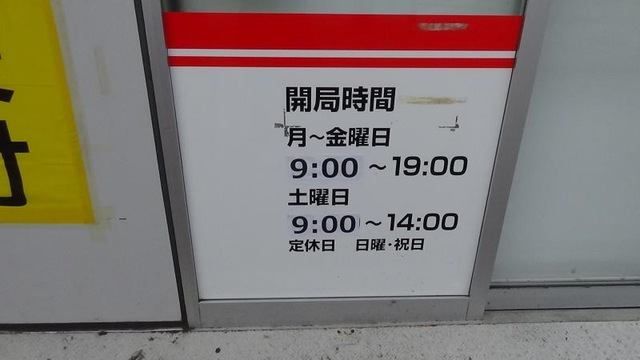 開局時間
月～金曜日
9:00～19:00
土曜日
9:00～14:00
定休日 日曜・祝日